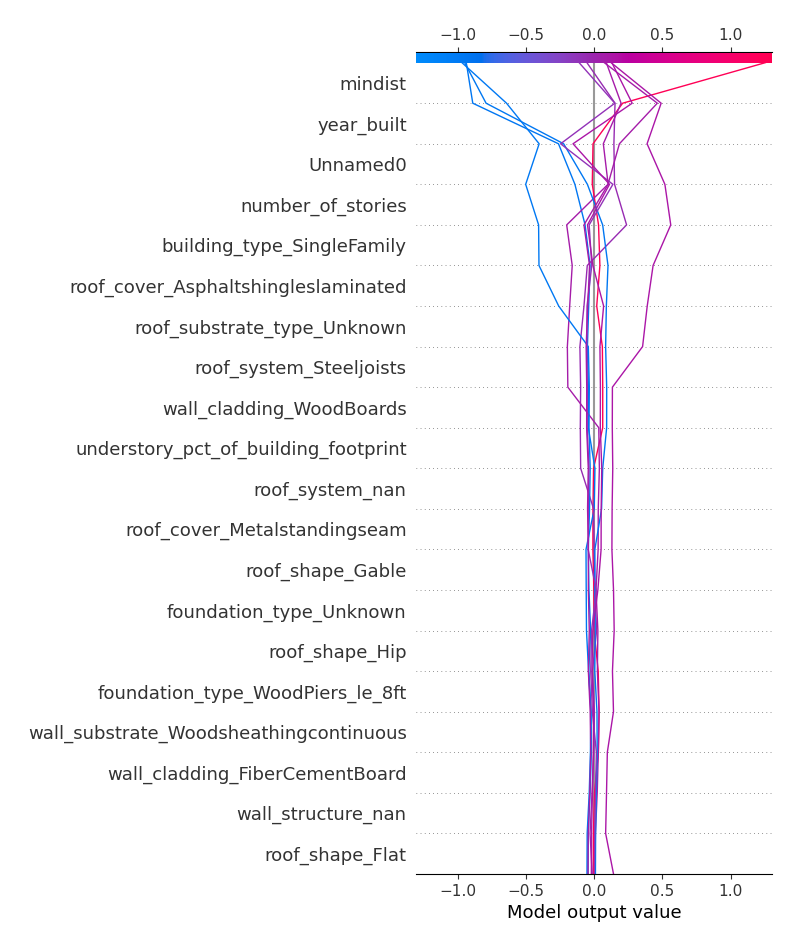 −1.0 −0.5 0.0 0.5 1.0
mindist
year_built
Unnamed0
number_of_stories
building_type_SingleFamily
roof_cover_Asphaltshingleslaminated
roof_substrate_type_Unknown
roof_system_Steeljoists
wall_cladding_WoodBoards
understory_pct_of_building_footprint
roof_system_nan
roof_cover_Metalstandingseam
roof_shape_Gable
foundation_type_Unknown
roof_shape_Hip
foundation_type_WoodPiers_le_8ft
wall_substrate_Woodsheathingcontinuous
wall_cladding_FiberCementBoard
wall_structure_nan
roof_shape_Flat
−1.0 −0.5 0.0 0.5 1.0
Model output value